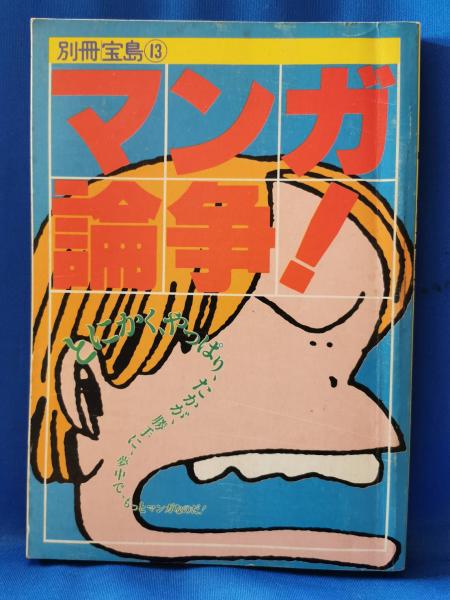 別冊宝島⑬
マンガ
論争!
とにかく、やっぱり、たかが、勝手に、夢中で、もっとマンガなのだ!